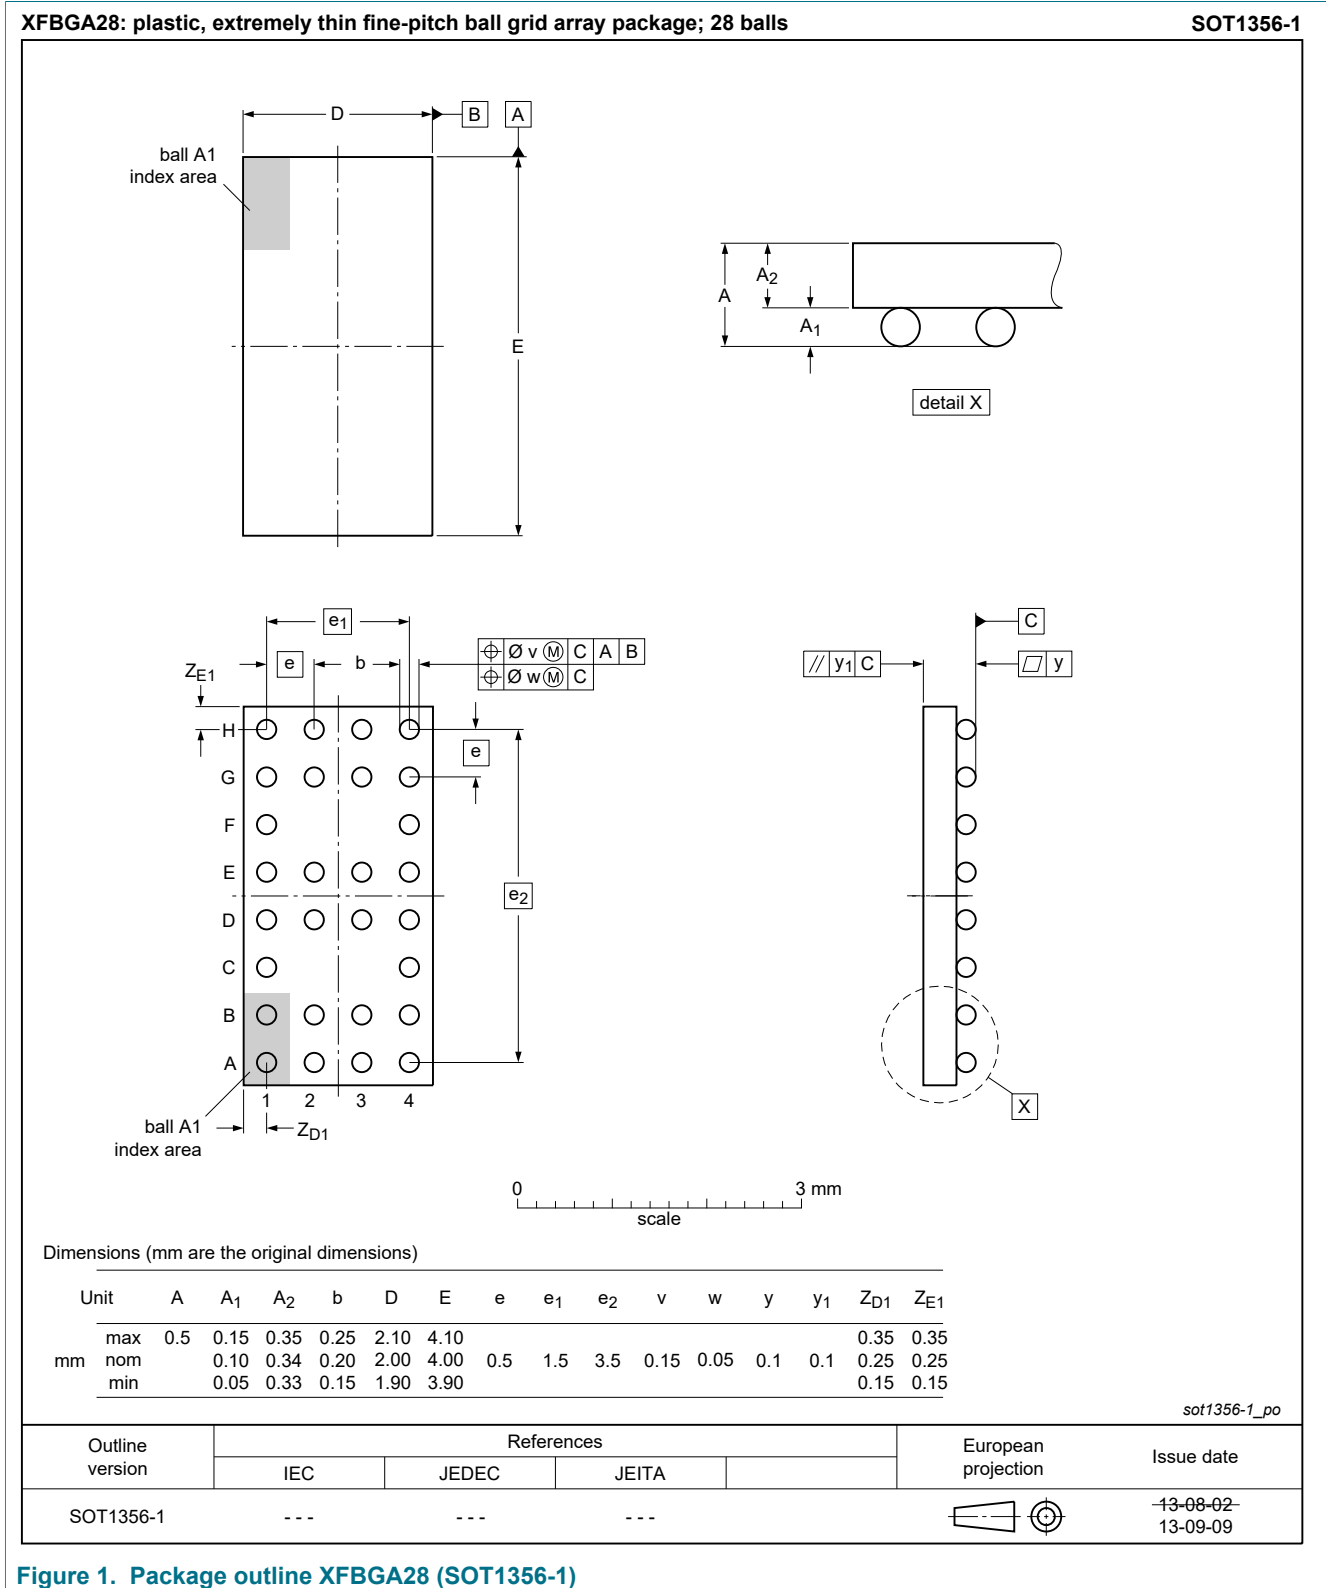 XFBGA28: plastic, extremely thin fine-pitch ball grid array package; 28 balls SOT1356-1
D B A
ball A1
index area
E
A2
A
A1
detail X
e1
e b
ZE1
Ø v M C A B
Ø w M C
e
e2
H
G
F
E
D
C
B
A
1 2 3 4
ball A1
index area
ZD1
C
// y1 C
y
X
0 3 mm
scale
Dimensions (mm are the original dimensions)
Unit A A1 A2 b D E e e1 e2 v w y y1 ZD1 ZE1
max 0.5 0.15 0.35 0.25 2.10 4.10 0.35 0.35
mm nom 0.10 0.34 0.20 2.00 4.00 0.5 1.5 3.5 0.15 0.05 0.1 0.1 0.25 0.25
min 0.05 0.33 0.15 1.90 3.90 0.15 0.15
sot1356-1_po
Outline
version
References
IEC JEDEC JEITA
European
projection
Issue date
SOT1356-1 - - - - - - - - -
13-08-02
13-09-09
Figure 1. Package outline XFBGA28 (SOT1356-1)